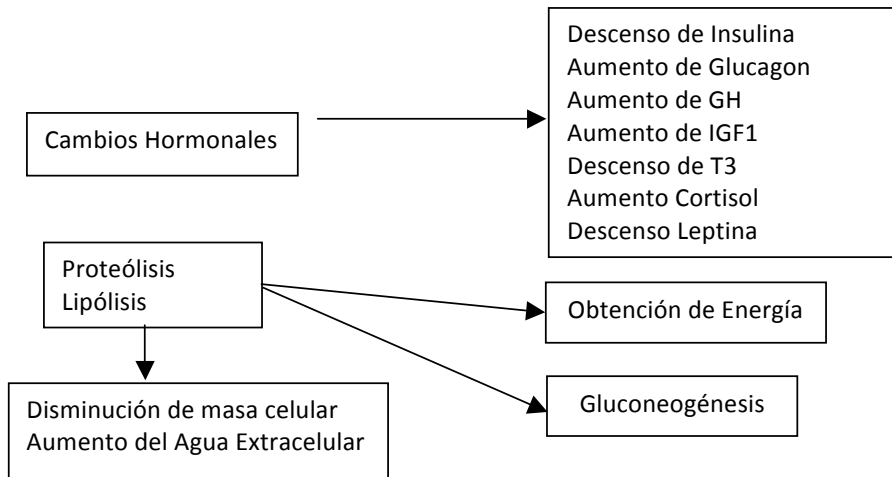 Cambios Hormonales
Descenso de Insulina
Aumento de Glucagon
Aumento de GH
Aumento de IGF1
Descenso de T3
Aumento Cortisol
Descenso Leptina
Proteólisis
Lipólisis
Obtención de Energía
Gluconeogénesis
Disminución de masa celular
Aumento del Agua Extracelular